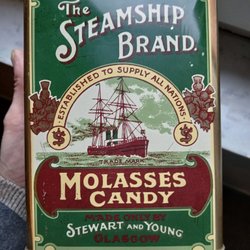 The
STEAMSHIP
BRAND.
ESTABLISHED TO SUPPLY ALL NATIONS
TRADE MARK
MOLASSES
CANDY
MADE ONLY BY
STEWART AND YOUNG
GLASGOW